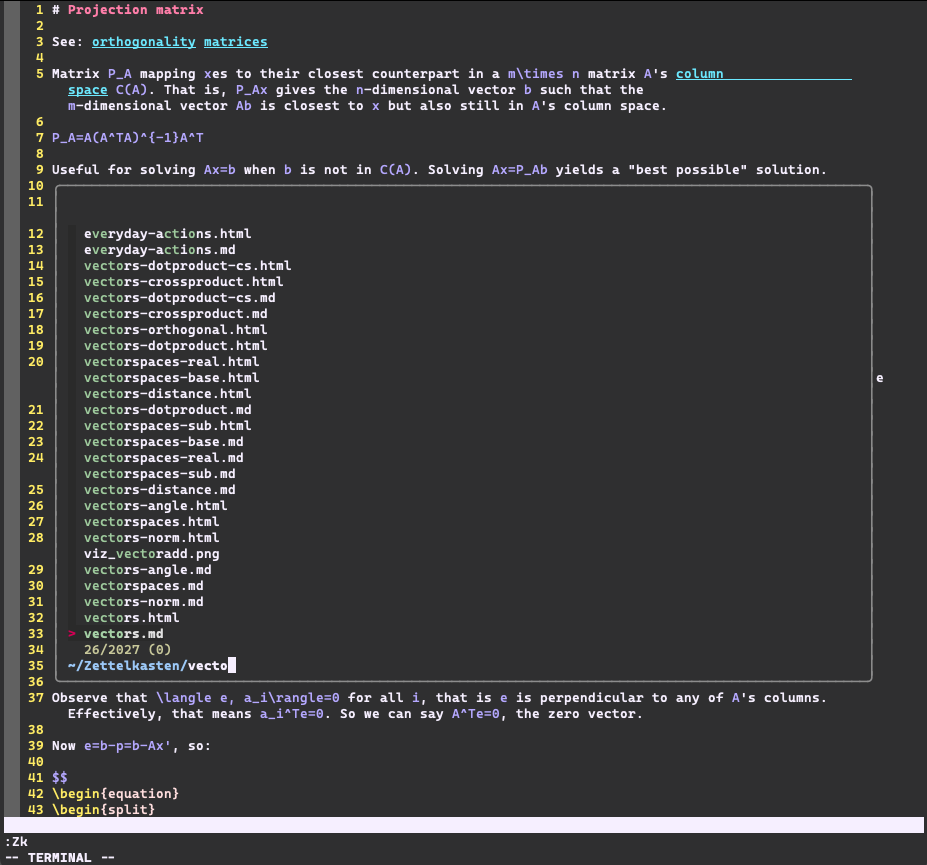 1 # Projection matrix
2
3 See: orthogonality matrices
4
5 Matrix P_A mapping xes to their closest counterpart in a m\times n matrix A's column
space C(A). That is, P_Ax gives the n-dimensional vector b such that the
m-dimensional vector Ab is closest to x but also still in A's column space.
6
7 P_A=A(A^TA)^{-1}A^T
8
9 Useful for solving Ax=b when b is not in C(A). Solving Ax=P_Ab yields a "best possible" solution.
10
11
12 everyday-actions.html
13 everyday-actions.md
14 vectors-dotproduct-cs.html
15 vectors-crossproduct.html
16 vectors-dotproduct-cs.md
17 vectors-crossproduct.md
18 vectors-orthogonal.html
19 vectors-dotproduct.html
20 vectorspaces-real.html
vectorspaces-base.html e
vectors-distance.html
21 vectors-dotproduct.md
22 vectorspaces-sub.html
23 vectorspaces-base.md
24 vectorspaces-real.md
vectorspaces-sub.md
25 vectors-distance.md
26 vectors-angle.html
27 vectorspaces.html
28 vectors-norm.html
viz_vectoradd.png
29 vectors-angle.md
30 vectorspaces.md
31 vectors-norm.md
32 vectors.html
33 > vectors.md
34 26/2027 (0)
35 ~/Zettelkasten/vecto
36
37 Observe that \langle e, a_i\rangle=0 for all i, that is e is perpendicular to any of A's columns.
Effectively, that means a_i^Te=0. So we can say A^Te=0, the zero vector.
38
39 Now e=b-p=b-Ax', so:
40
41 $$
42 \begin{equation}
43 \begin{split}
:Zk
-- TERMINAL --